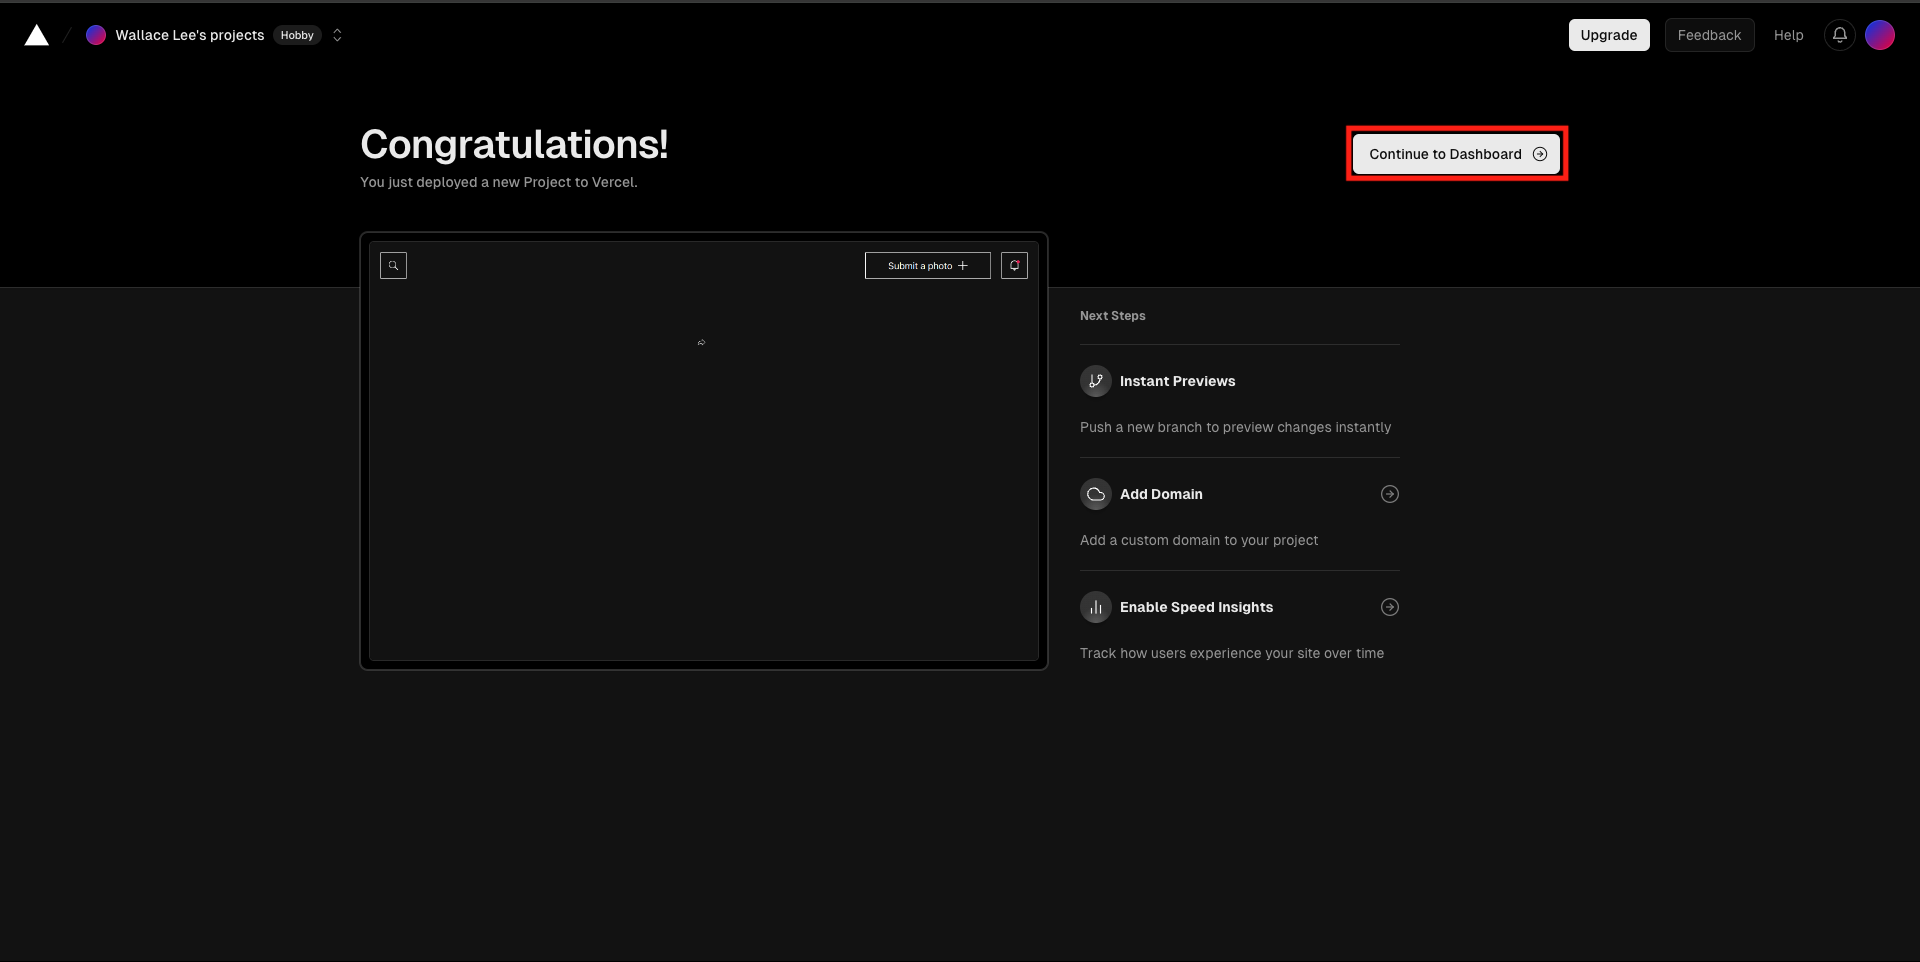 Wallace Lee's projects Hobby
Upgrade Feedback Help
Congratulations!
Continue to Dashboard
You just deployed a new Project to Vercel.
Submit a photo
Next Steps
Instant Previews
Push a new branch to preview changes instantly
Add Domain
Add a custom domain to your project
Enable Speed Insights
Track how users experience your site over time